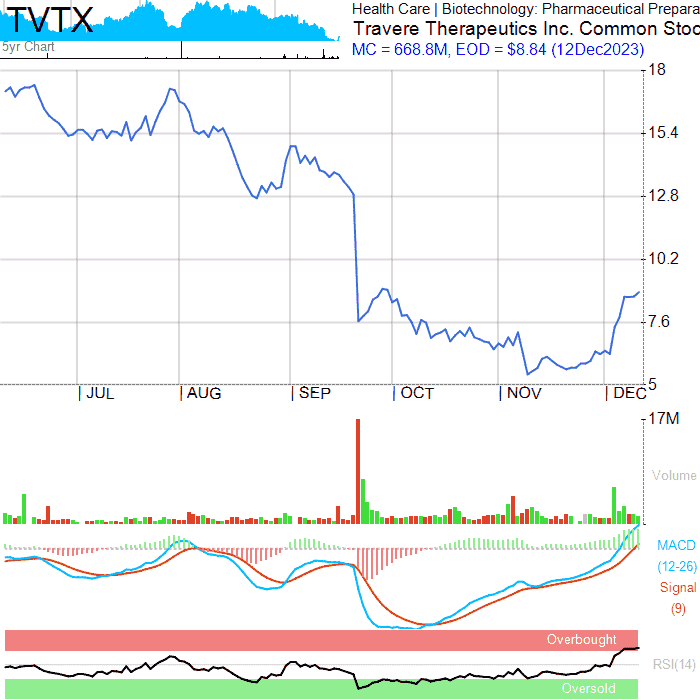 TVTX
5yr Chart
Health Care | Biotechnology: Pharmaceutical Prepara
Travere Therapeutics Inc. Common Stoc
MC = 668.8M, EOD = $8.84 (12Dec2023)
18
15.4
12.8
10.2
7.6
5
JUL
AUG
SEP
OCT
NOV
DEC
17M
Volume
MACD
(12-26)
Signal
(9)
Overbought
RSI(14)
Oversold